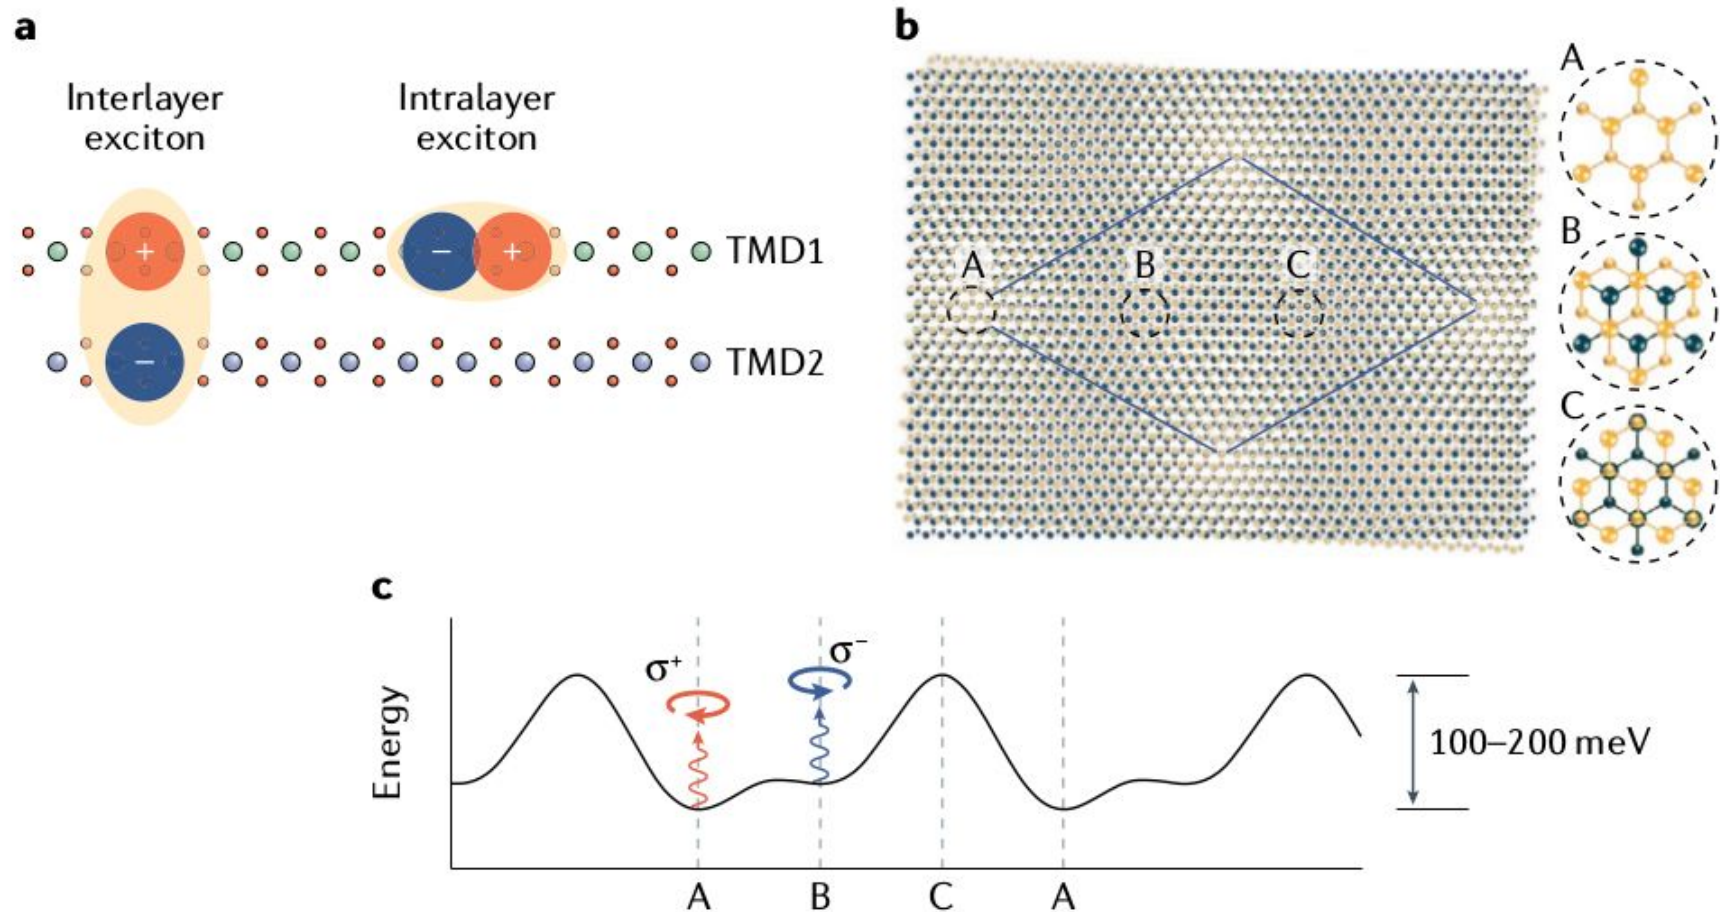 a
Interlayer
exciton
Intralayer
exciton
+
−
+
TMD1
−
TMD2
b
A
B
C
A
B
C
c
Energy
σ+
σ−
100–200 meV
A
B
C
A